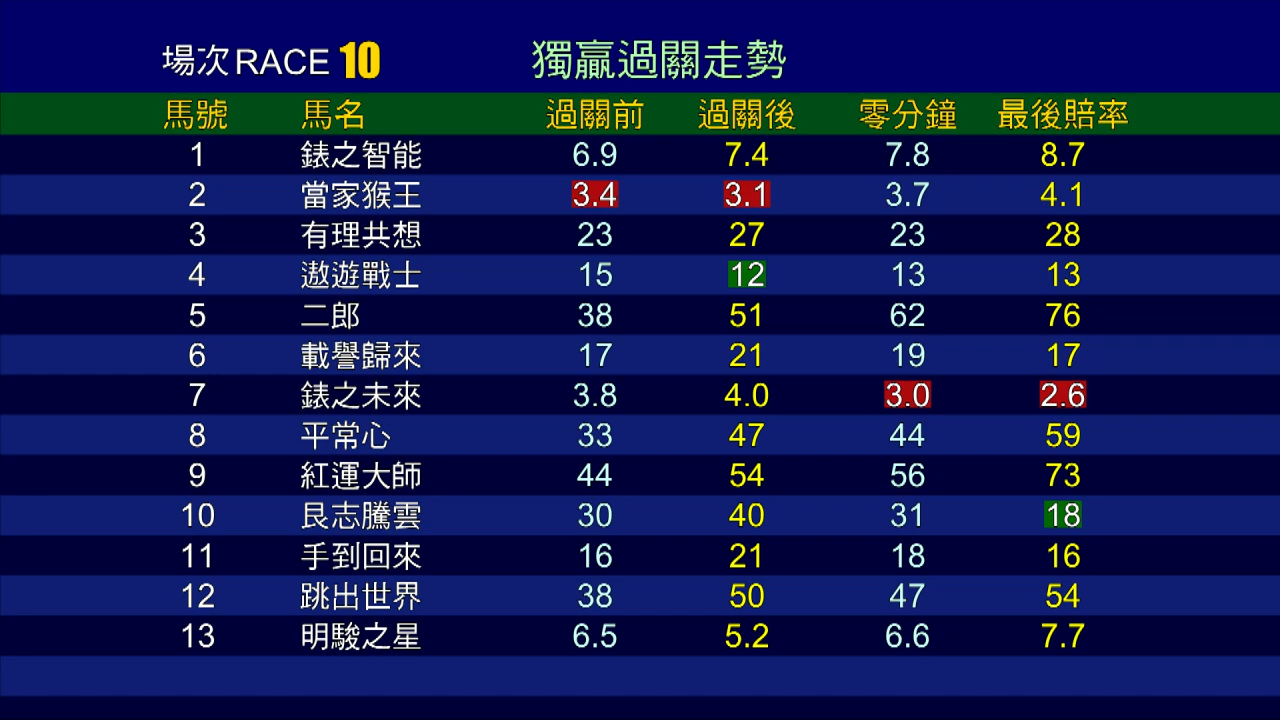 場次RACE 10 獨贏過關走勢
馬號 馬名 過關前 過關後 零分鐘 最後賠率
1 錶之智能 6.9 7.4 7.8 8.7
2 當家猴王 3.4 3.1 3.7 4.1
3 有理共想 23 27 23 28
4 遨遊戰士 15 12 13 13
5 二郎 38 51 62 76
6 載譽歸來 17 21 19 17
7 錶之未來 3.8 4.0 3.0 2.6
8 平常心 33 47 44 59
9 紅運大師 44 54 56 73
10 艮志騰雲 30 40 31 18
11 手到回來 16 21 18 16
12 跳出世界 38 50 47 54
13 明駿之星 6.5 5.2 6.6 7.7